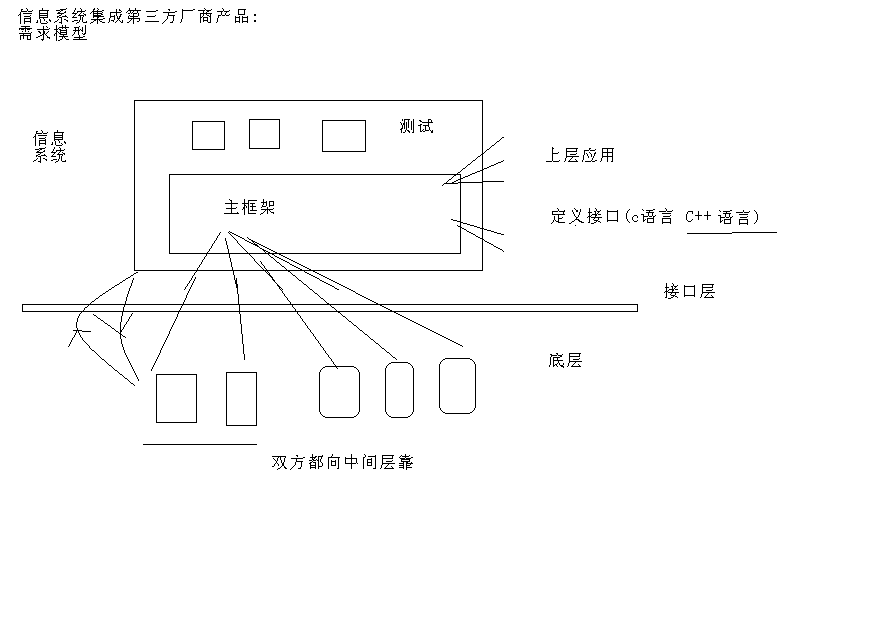 信息系统集成第三方厂商产品:
需求模型
测试
信息
系统
上层应用
主框架
定义接口(c语言 C++ 语言)
接口层
底层
双方都向中间层靠